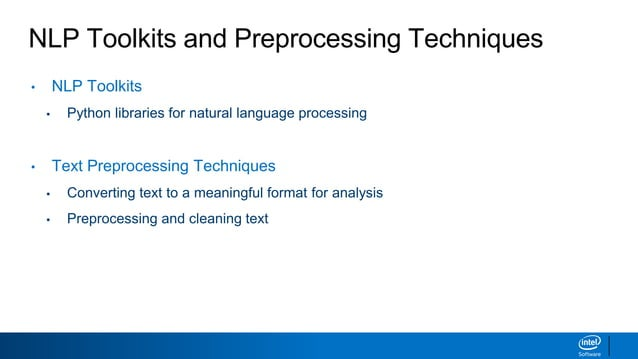 NLP Toolkits and Preprocessing Techniques
• NLP Toolkits
• Python libraries for natural language processing
• Text Preprocessing Techniques
• Converting text to a meaningful format for analysis
• Preprocessing and cleaning text
intel
Software